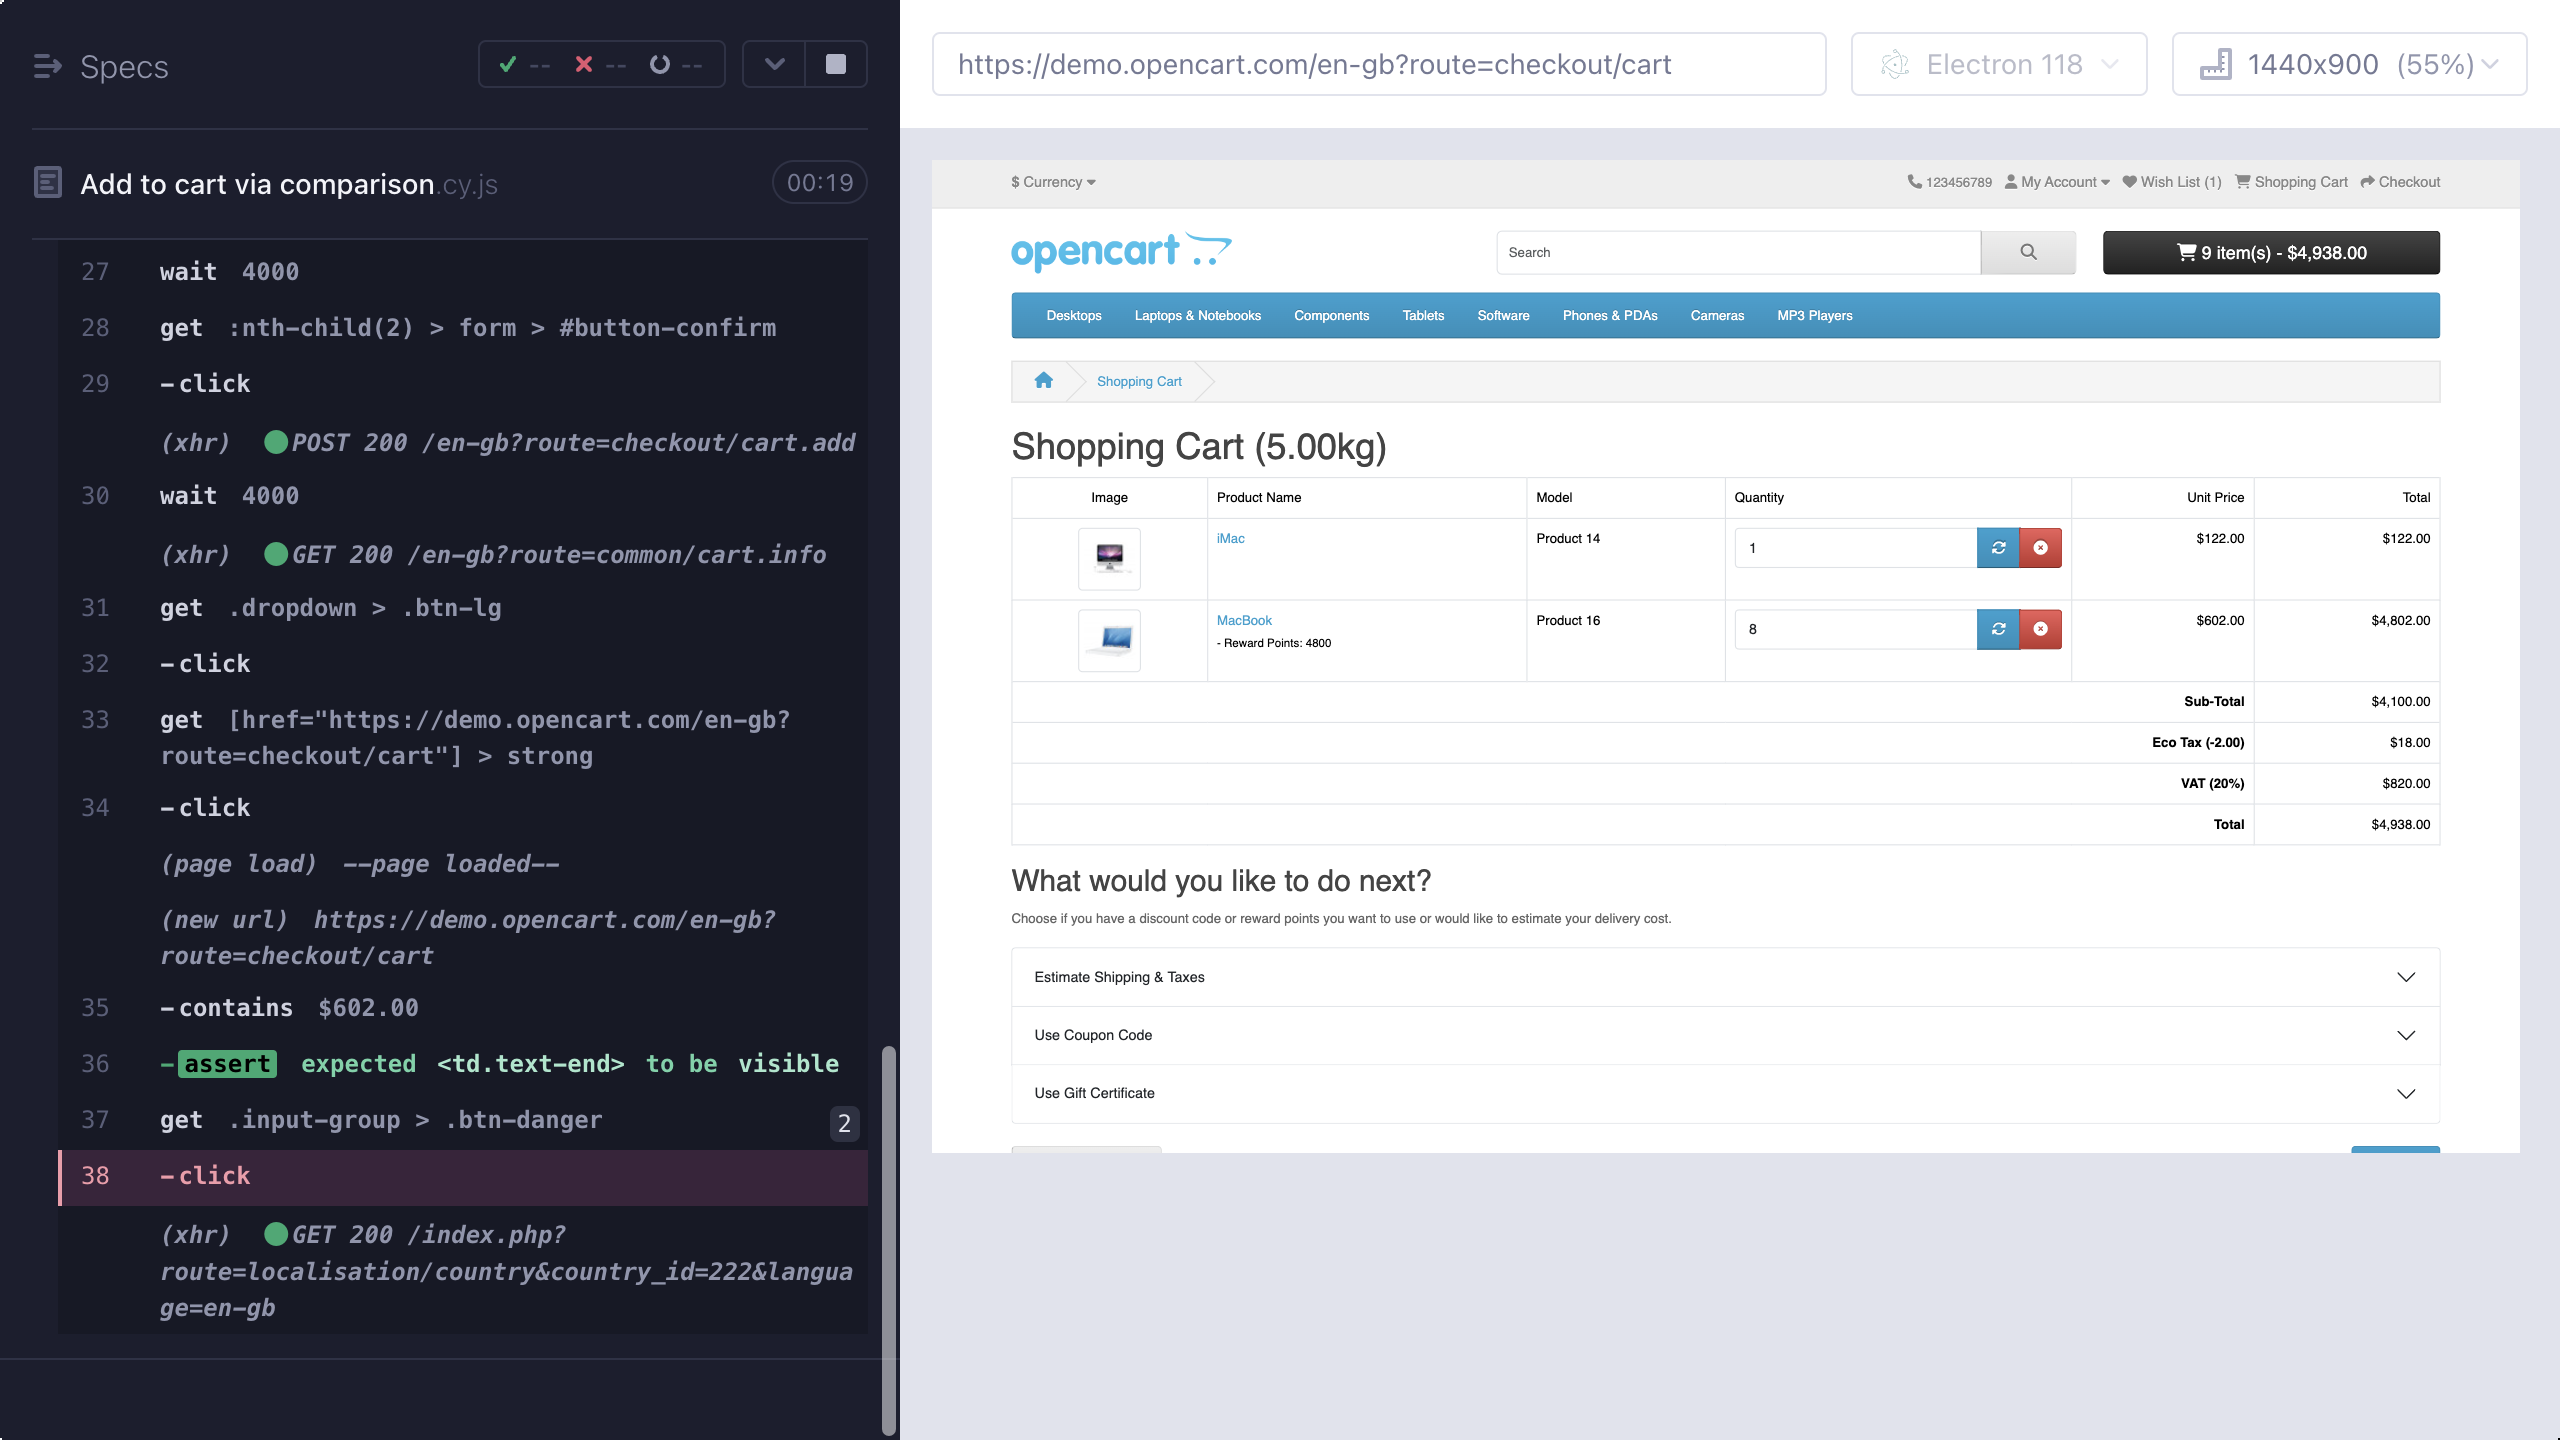 Specs
-- -- --
Add to cart via comparison.cy.js 00:19
27 wait 4000
28 get :nth-child(2) > form > #button-confirm
29 -click
(xhr) POST 200 /en-gb?route=checkout/cart.add
30 wait 4000
(xhr) GET 200 /en-gb?route=common/cart.info
31 get .dropdown > .btn-lg
32 -click
33 get [href="https://demo.opencart.com/en-gb?
route=checkout/cart"] > strong
34 -click
(page load) --page loaded--
(new url) https://demo.opencart.com/en-gb?
route=checkout/cart
35 -contains $602.00
36 -assert expected <td.text-end> to be visible
37 get .input-group > .btn-danger 2
38 -click
(xhr) GET 200 /index.php?
route=localisation/country&country_id=222&langua
ge=en-gb
https://demo.opencart.com/en-gb?route=checkout/cart Electron 118 1440x900 (55%)
$ Currency 123456789 My Account Wish List (1) Shopping Cart Checkout
opencart Search 9 item(s) - $4,938.00
Desktops Laptops & Notebooks Components Tablets Software Phones & PDAs Cameras MP3 Players
Shopping Cart
Shopping Cart (5.00kg)
Image Product Name Model Quantity Unit Price Total
iMac Product 14 1 $122.00 $122.00
MacBook Product 16 8 $602.00 $4,802.00
- Reward Points: 4800
Sub-Total $4,100.00
Eco Tax (-2.00) $18.00
VAT (20%) $820.00
Total $4,938.00
What would you like to do next?
Choose if you have a discount code or reward points you want to use or would like to estimate your delivery cost.
Estimate Shipping & Taxes
Use Coupon Code
Use Gift Certificate